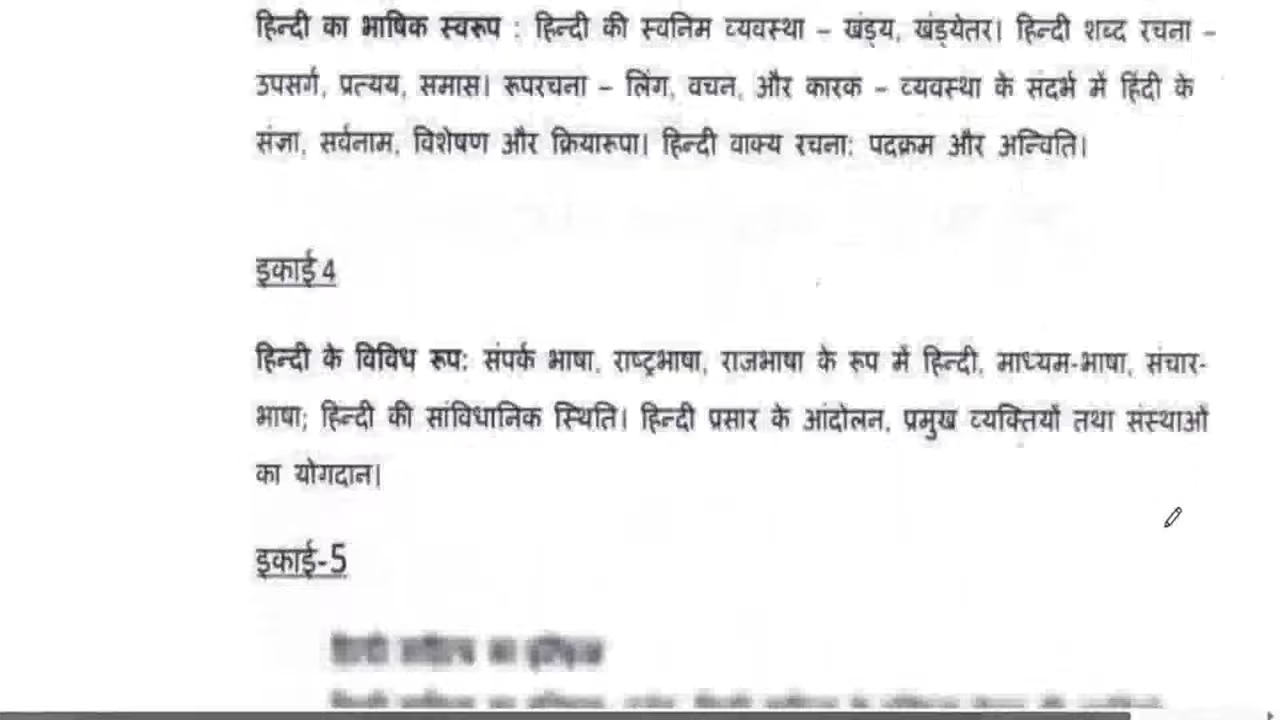 हिन्दी का भाषिक स्वरूप : हिन्दी की स्वनिम व्यवस्था – खंड्य, खंड्येतर। हिन्दी शब्द रचना –
उपसर्ग, प्रत्यय, समास। रूपरचना – लिंग, वचन, और कारक – व्यवस्था के संदर्भ में हिंदी के
संज्ञा, सर्वनाम, विशेषण और क्रियारूपा। हिन्दी वाक्य रचना: पदक्रम और अन्विति।
इकाई 4
हिन्दी के विविध रूप: संपर्क भाषा, राष्ट्रभाषा, राजभाषा के रूप में हिन्दी, माध्यम-भाषा, संचार-
भाषा; हिन्दी की सांविधानिक स्थिति। हिन्दी प्रसार के आंदोलन, प्रमुख व्यक्तियों तथा संस्थाओं
का योगदान।
इकाई-5